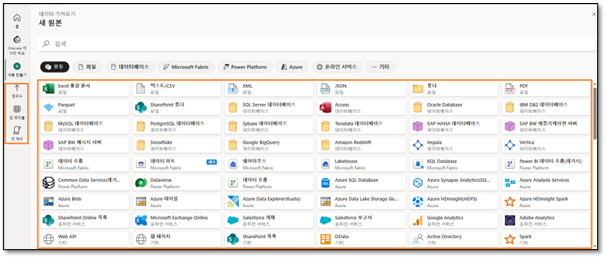 데이터 가져오기
새 원본
홈
OneLake 데이터 허브
새로 만들기
업로드
빈 테이블
빈 쿼리
검색
모두 파일 데이터베이스 Microsoft Fabric Power Platform Azure 온라인 서비스 기타
Excel 통합 문서 텍스트/CSV XML JSON 폴더 PDF
파일 파일 파일 파일 파일 파일
Parquet SharePoint 폴더 SQL Server 데이터베이스 Access Oracle Database IBM DB2 데이터베이스
파일 파일 데이터베이스 데이터베이스 데이터베이스 데이터베이스
MySQL 데이터베이스 PostgreSQL 데이터베이스 Sybase 데이터베이스 Teradata 데이터베이스 SAP HANA 데이터베이스 SAP BW 애플리케이션 서버
데이터베이스 데이터베이스 데이터베이스 데이터베이스 데이터베이스 데이터베이스
SAP BW 메시지 서버 Snowflake Google BigQuery Amazon Redshift Impala Vertica
데이터베이스 데이터베이스 데이터베이스 데이터베이스 데이터베이스 데이터베이스
데이터 흐름 데이터 마트 웨어하우스 Lakehouse KQL Database Power BI 데이터 흐름(레거시)
Microsoft Fabric Microsoft Fabric Microsoft Fabric Microsoft Fabric Microsoft Fabric Microsoft Fabric
Common Data Service(레거... Dataverse 데이터 흐름 Azure SQL Database Azure Synapse Analytics(SQ... Azure Analysis Services
Power Platform Power Platform Power Platform Azure Azure Azure
Azure Blob Azure 테이블 Azure Data Explorer(Kusto) Azure Data Lake Storage Ge... Azure HDInsight(HDFS) Azure HDInsight Spark
Azure Azure Azure Azure Azure Azure
SharePoint Online 목록 Microsoft Exchange Online Salesforce 개체 Salesforce 보고서 Google Analytics Adobe Analytics
온라인 서비스 온라인 서비스 온라인 서비스 온라인 서비스 온라인 서비스 온라인 서비스
Web API 웹 페이지 SharePoint 목록 OData Active Directory Spark
기타 기타 기타 기타 기타 기타